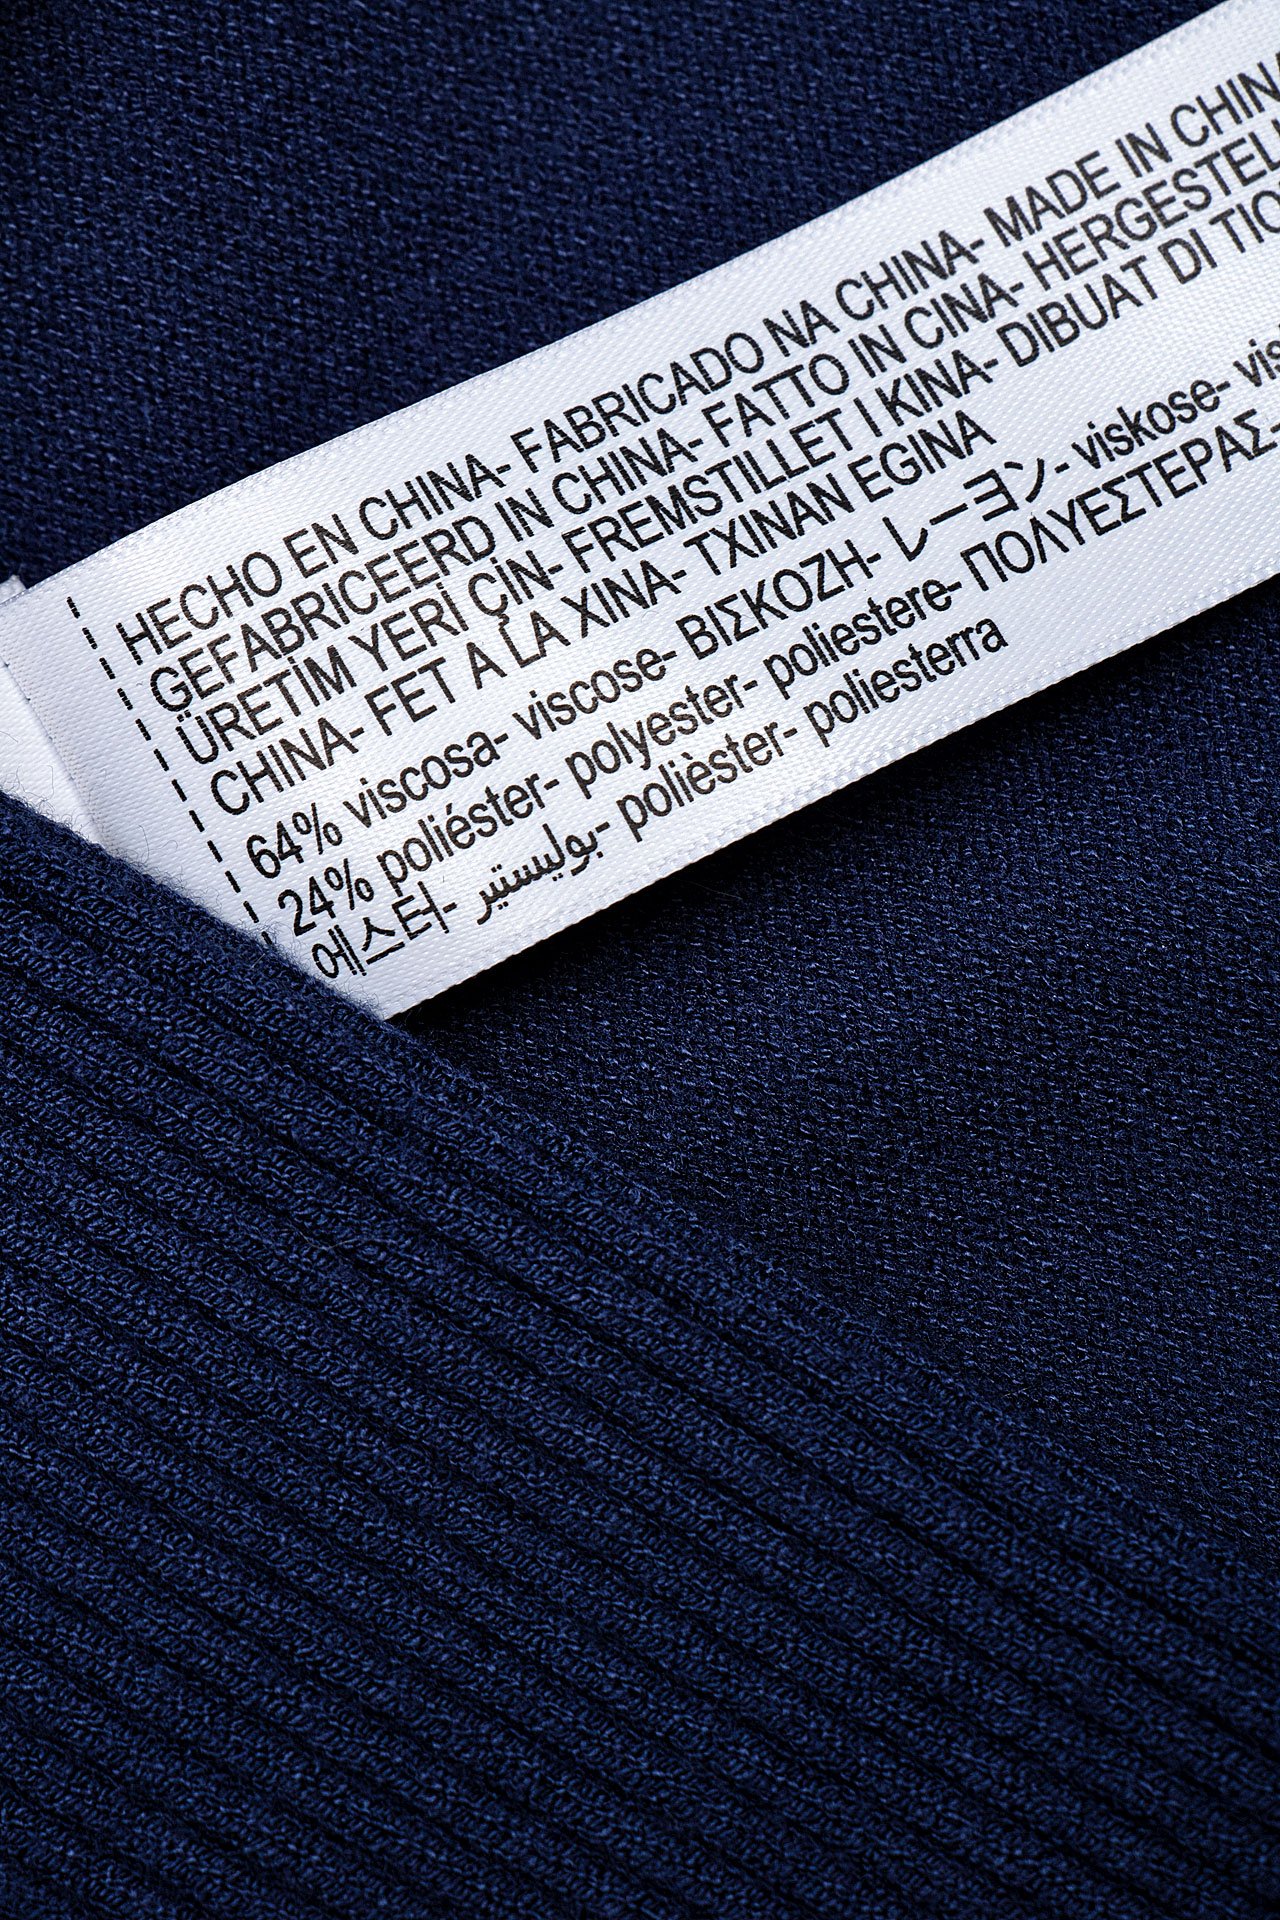 HECHO EN CHINA- FABRICADO NA CHINA- MADE IN CHINA
GEFABRICEERD IN CHINA- FATTO IN CINA- HERGESTELL
ÜRETİM YERİ ÇİN- FREMSTILLET I KINA- DIBUAT DI
CHINA- FET A LA XINA- TXINAN EGINA
64% viscosa- viscose- ΒΙΣΚΟΖΗ- レーヨン- viskose- vis
24% poliéster- polyester- poliestere- ΠΟΛΥΕΣΤΕΡΑΣ-
에스터- بوليستير- polièster- poliesterra